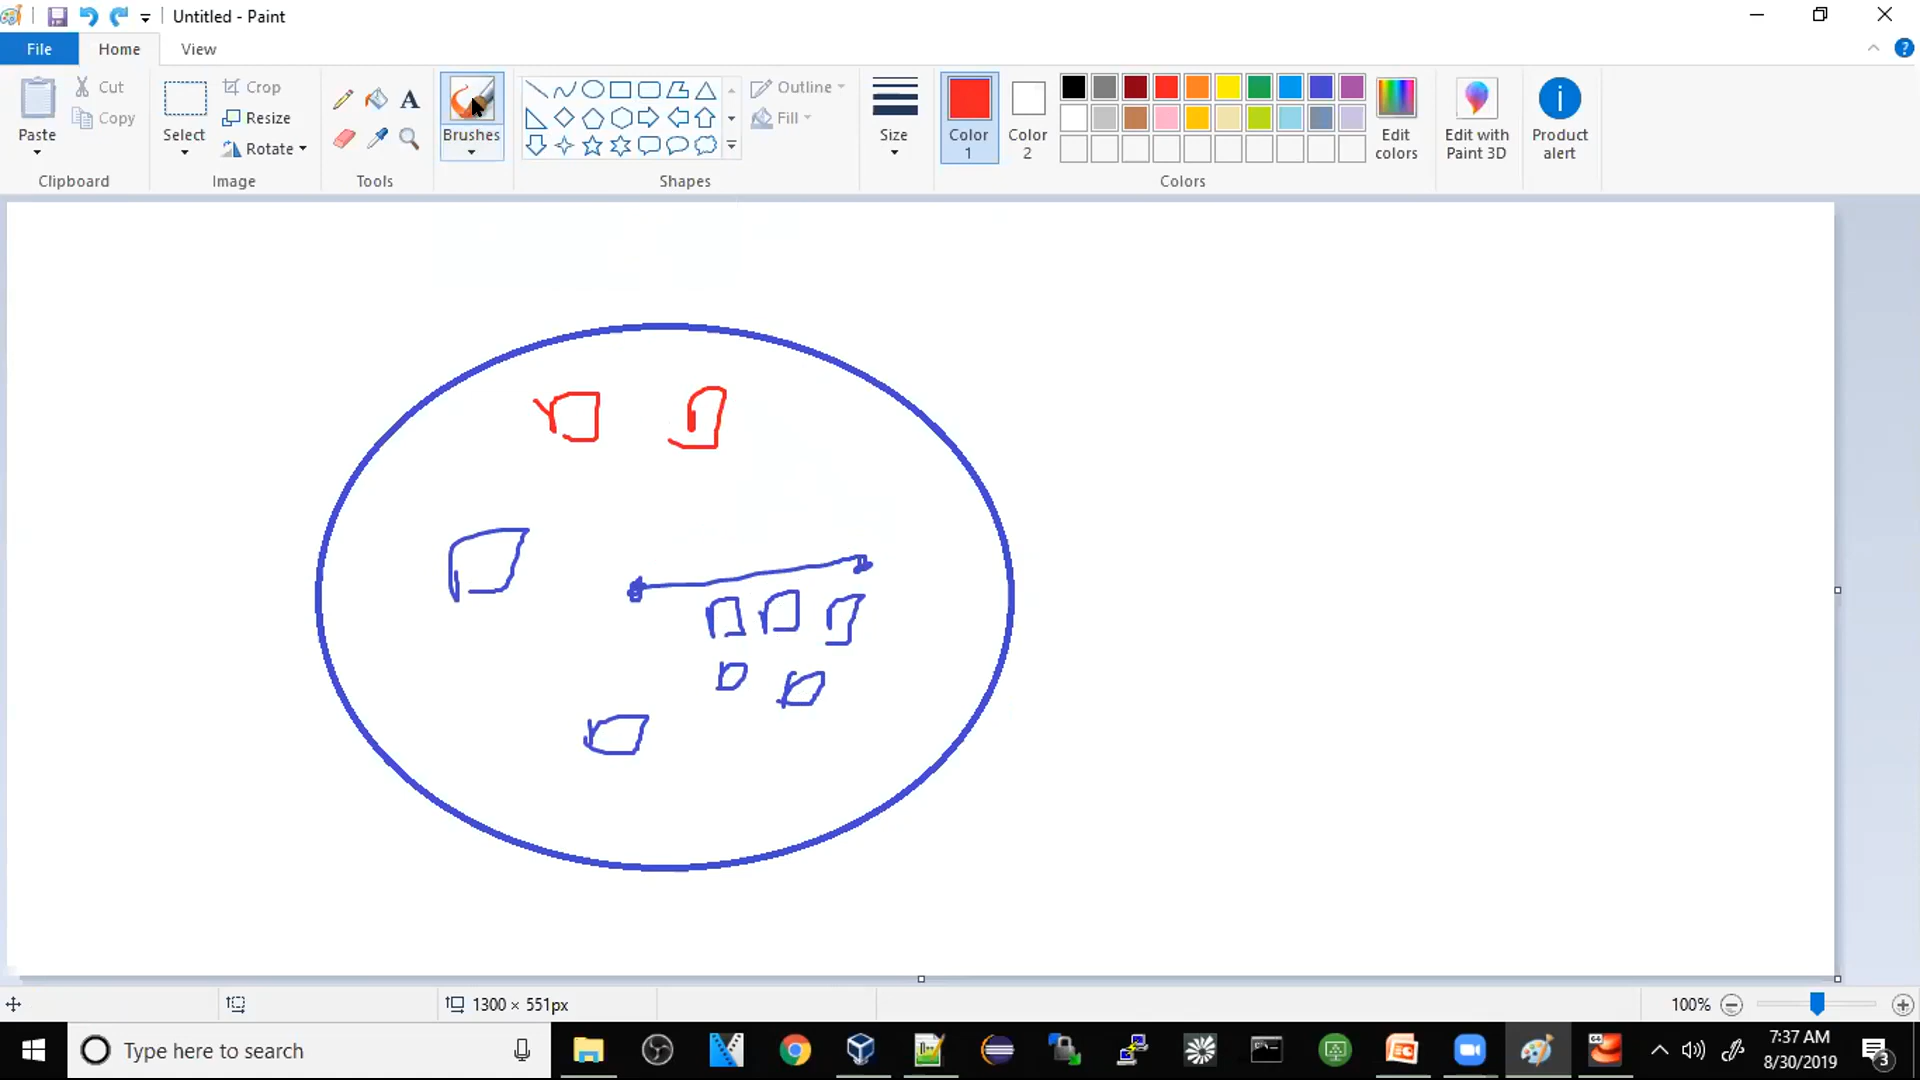 Untitled - Paint
File Home View
Paste Cut Copy
Clipboard
Select Crop Resize Rotate
Image
A
Tools
Brushes
Shapes
Outline Fill
Size
Color 1
Color 2
Edit colors
Colors
Edit with Paint 3D
Product alert
1300 × 551px
100%
Type here to search
7:37 AM
8/30/2019
3